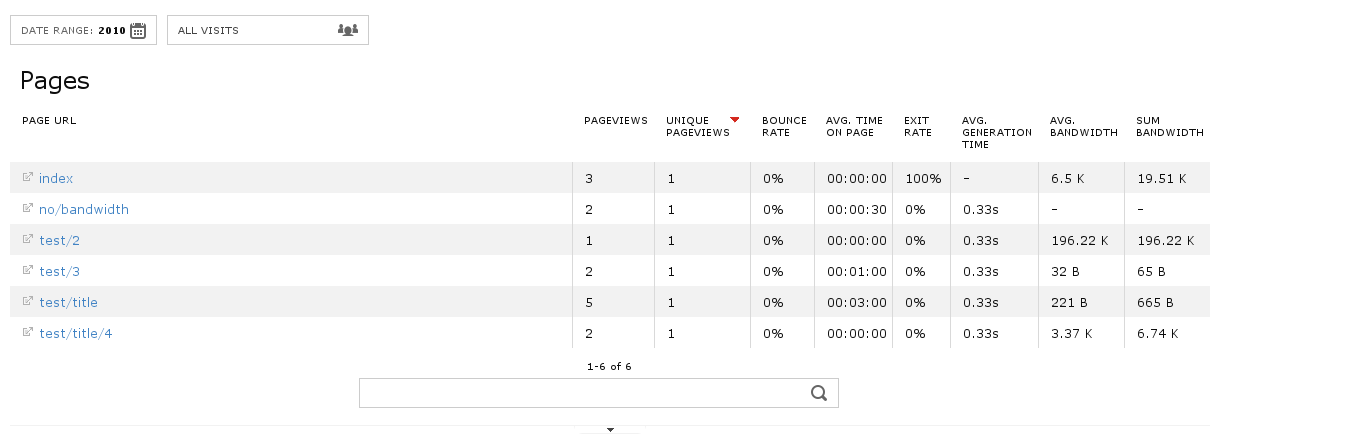 DATE RANGE: 2010 ALL VISITS
Pages
PAGE URL PAGEVIEWS UNIQUE PAGEVIEWS BOUNCE RATE AVG. TIME ON PAGE EXIT RATE AVG. GENERATION TIME AVG. BANDWIDTH SUM BANDWIDTH
index 3 1 0% 00:00:00 100% – 6.5 K 19.51 K
no/bandwidth 2 1 0% 00:00:30 0% 0.33s – –
test/2 1 1 0% 00:00:00 0% 0.33s 196.22 K 196.22 K
test/3 2 1 0% 00:01:00 0% 0.33s 32 B 65 B
test/title 5 1 0% 00:03:00 0% 0.33s 221 B 665 B
test/title/4 2 1 0% 00:00:00 0% 0.33s 3.37 K 6.74 K
1-6 of 6